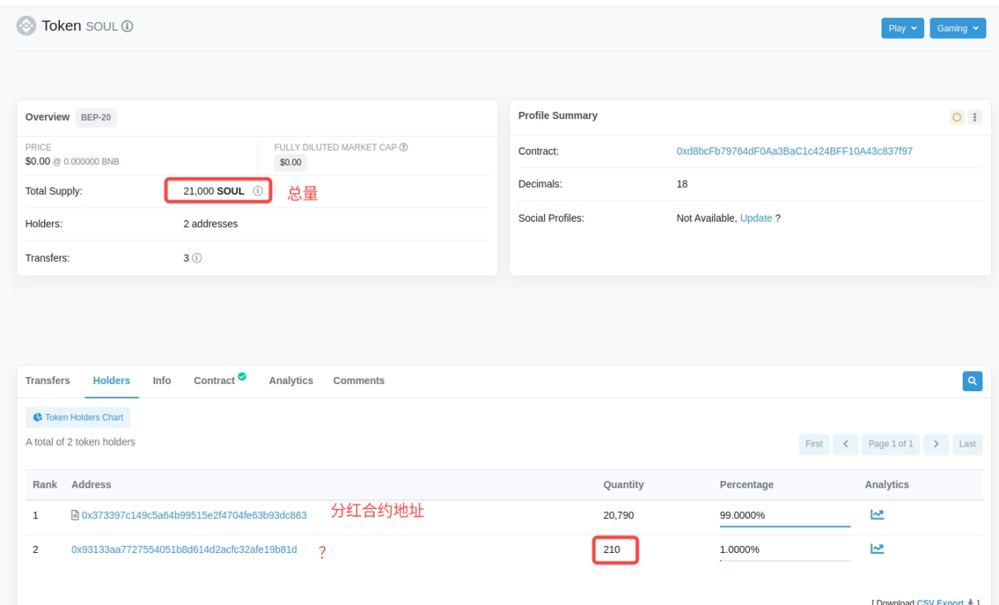 Token SOUL
Play
Gaming
Overview BEP-20
PRICE
$0.00 @ 0.000000 BNB
FULLY DILUTED MARKET CAP
$0.00
Total Supply: 21,000 SOUL 总量
Holders: 2 addresses
Transfers: 3
Profile Summary
Contract: 0xd8bcFb79764dF0Aa3BaC1c424BFF10A43c837f97
Decimals: 18
Social Profiles: Not Available, Update ?
Transfers Holders Info Contract Analytics Comments
Token Holders Chart
A total of 2 token holders
First Page 1 of 1 Last
Rank Address Quantity Percentage Analytics
1 0x373397c149c5a64b99515e2f4704fe63b93dc863 分红合约地址 20,790 99.0000%
2 0x93133aa7727554051b8d614d2acfc32afe19b81d ? 210 1.0000%
[ Download CSV Export ]